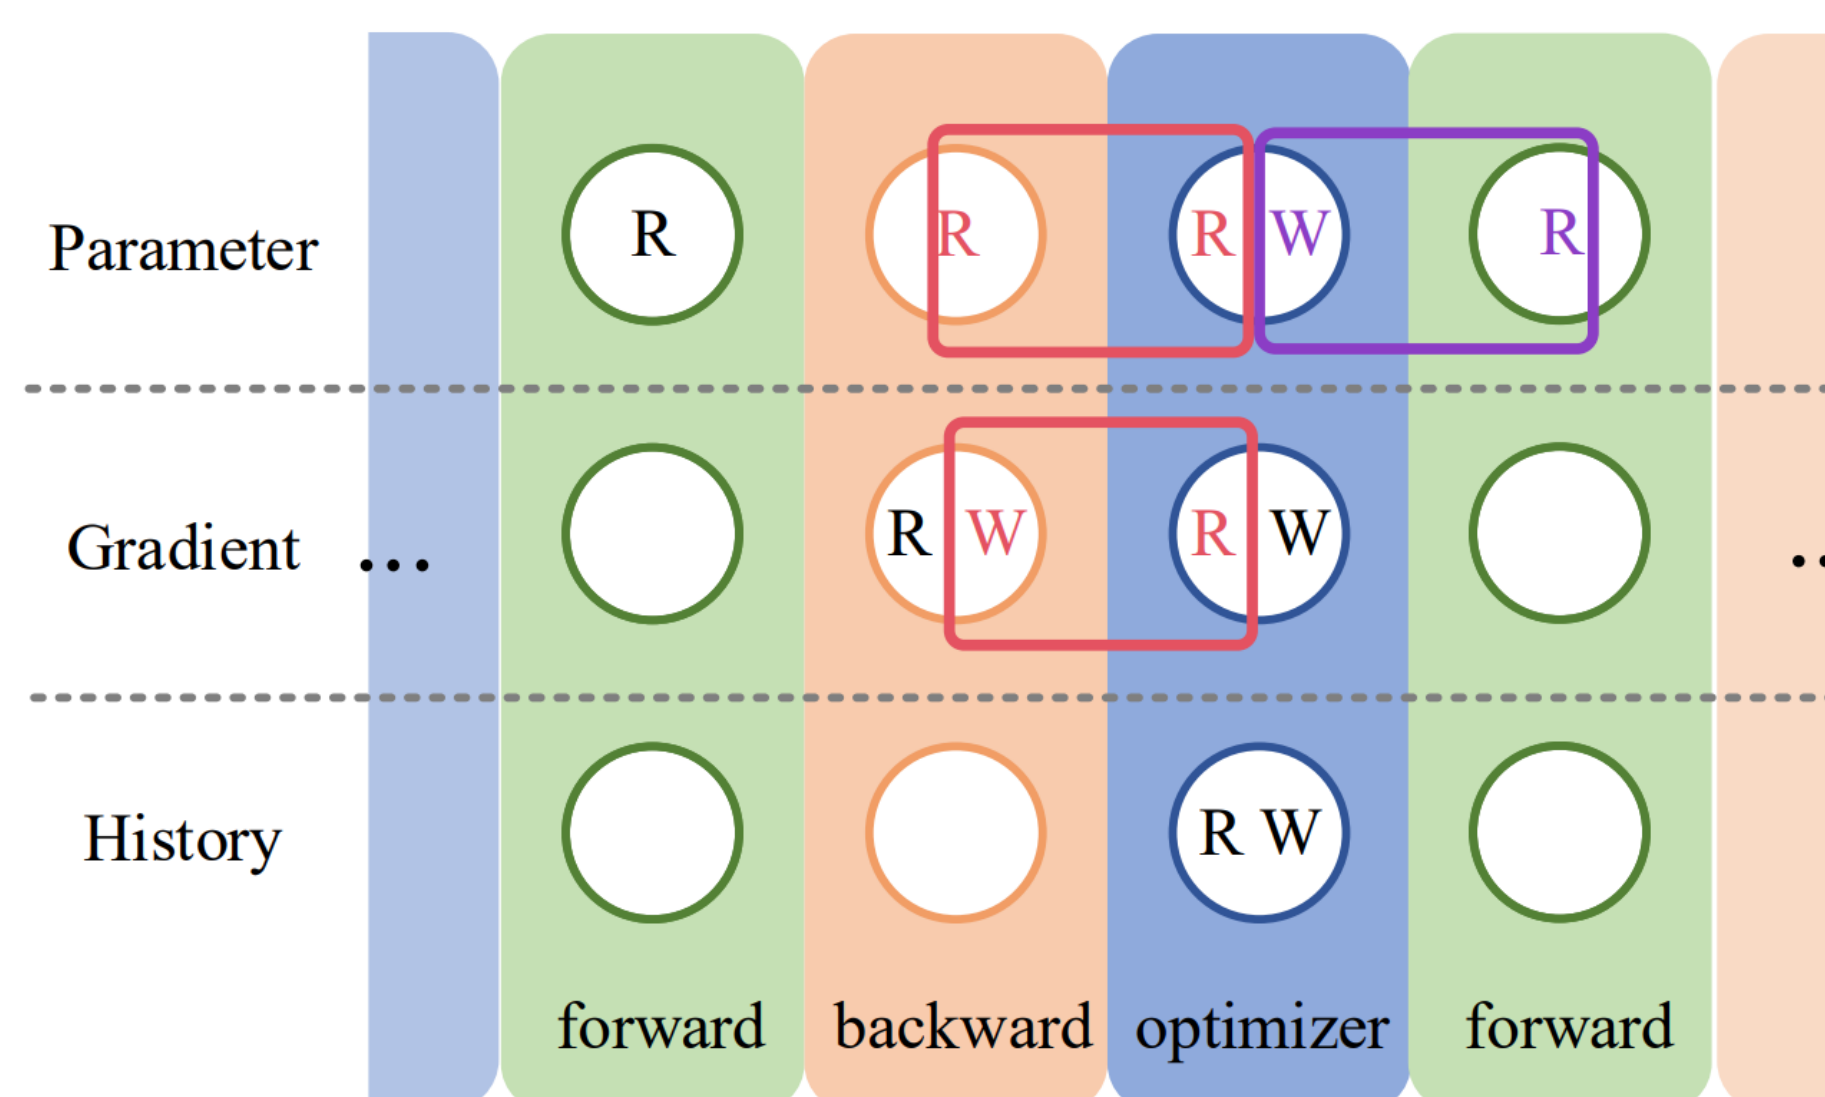 Parameter R R R W R
Gradient ... R W R W ..
History R W
forward backward optimizer forward